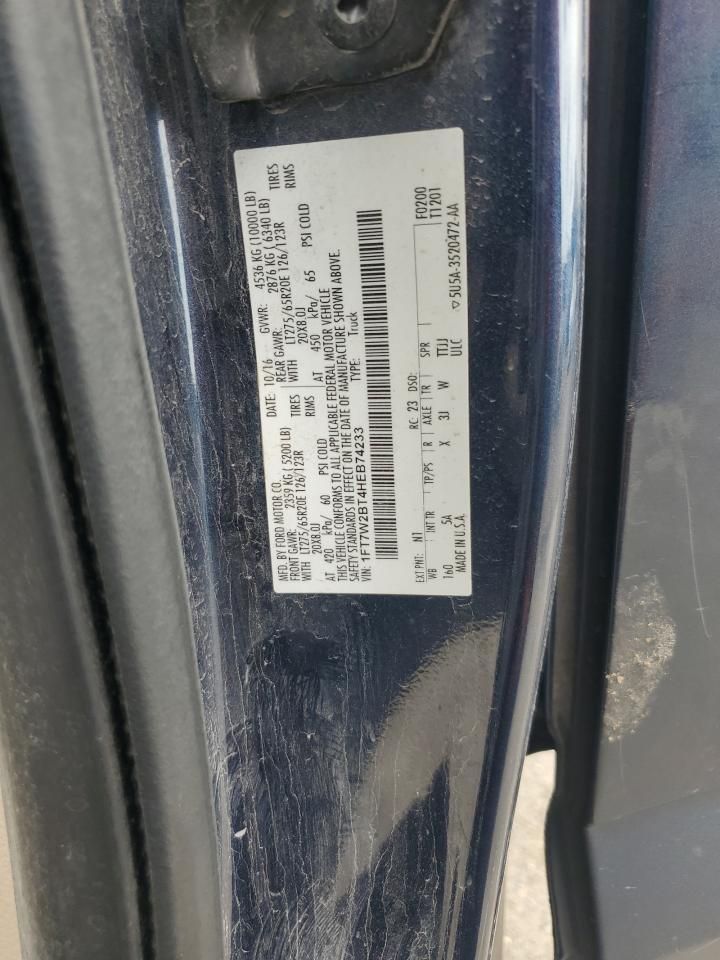 MFD. BY FORD MOTOR CO.
DATE: 10/16 GVWR: 4536 KG (10000 LB)
FRONT GAWR: 2359 KG ( 5200 LB) REAR GAWR: 2876 KG ( 6340 LB)
WITH LT275/65R20E 126/123R WITH LT275/65R20E 126/123R TIRES
20X8.0J 20X8.0J RIMS
AT 420 kPa/ 60 PSI COLD AT 450 kPa/ 65 PSI COLD
THIS VEHICLE CONFORMS TO ALL APPLICABLE FEDERAL MOTOR VEHICLE
SAFETY STANDARDS IN EFFECT ON THE DATE OF MANUFACTURE SHOWN ABOVE.
VIN: 1FT7W2BT4HEB74233 TYPE: Truck
TIRES
RIMS
F0200
T1201
EXT PNT: N1 RC: 23 DSO:
WB INT TR TP/PS R AXLE TR SPR
160 5A X 3J W TTJJ
ULC
MADE IN U.S.A. 5U5A-3520472-AA